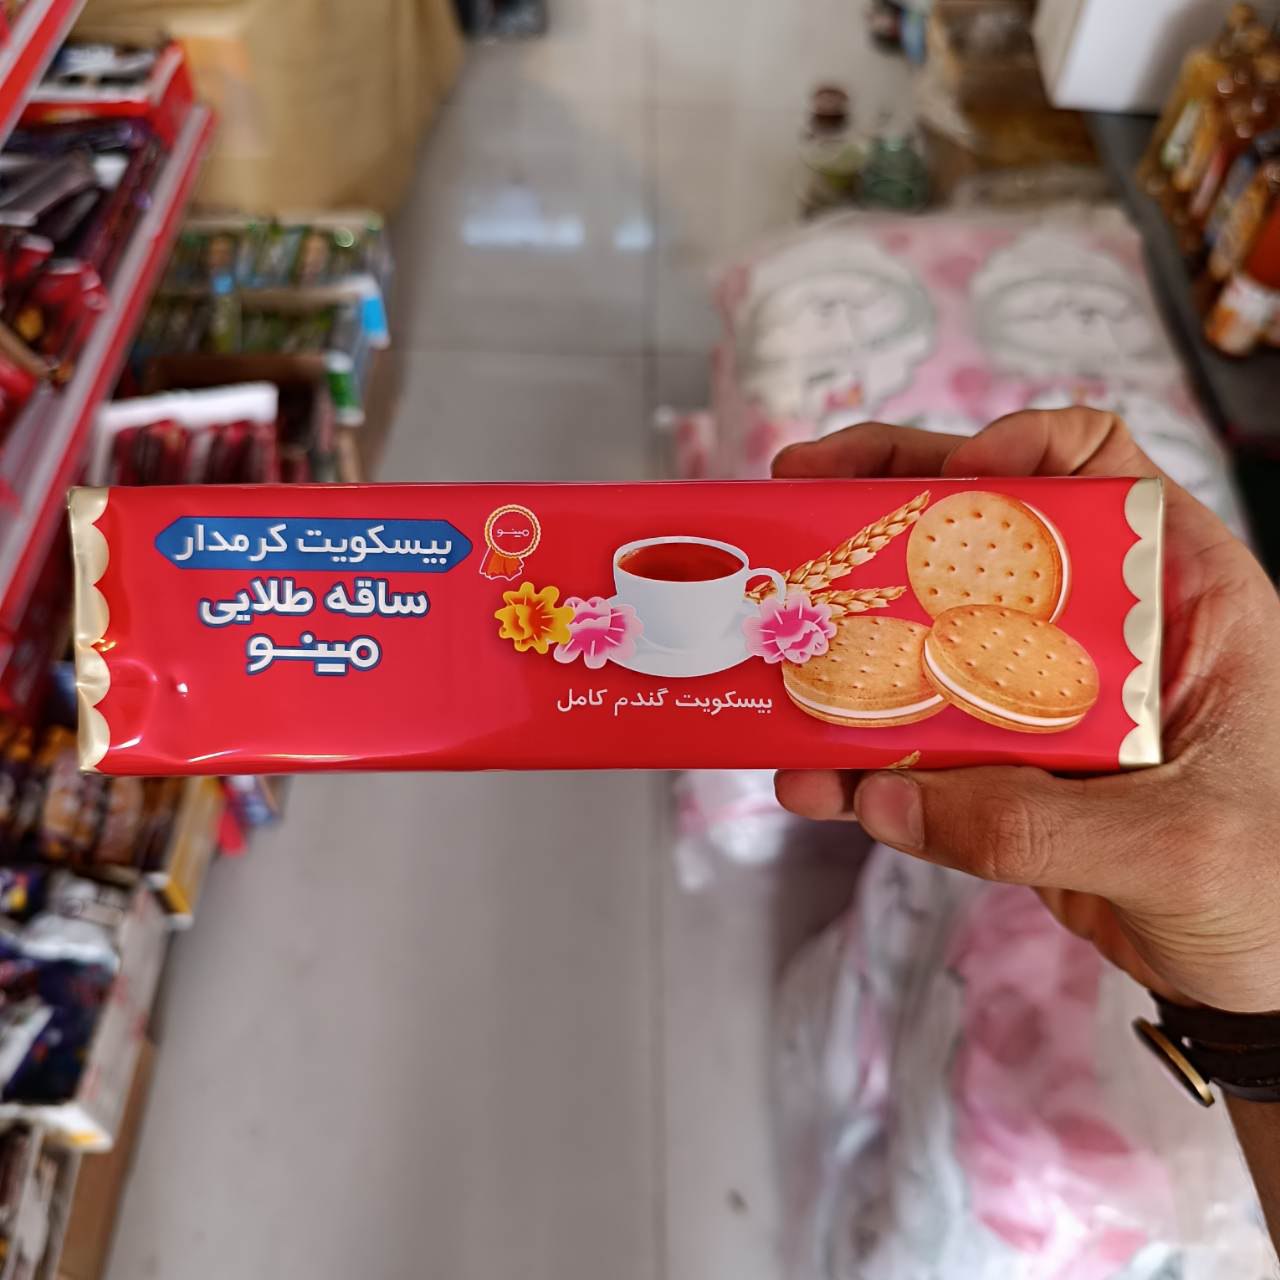 بیسکویت کرمدار
ساقه طلایی
مینو
مینو
بیسکویت گندم کامل